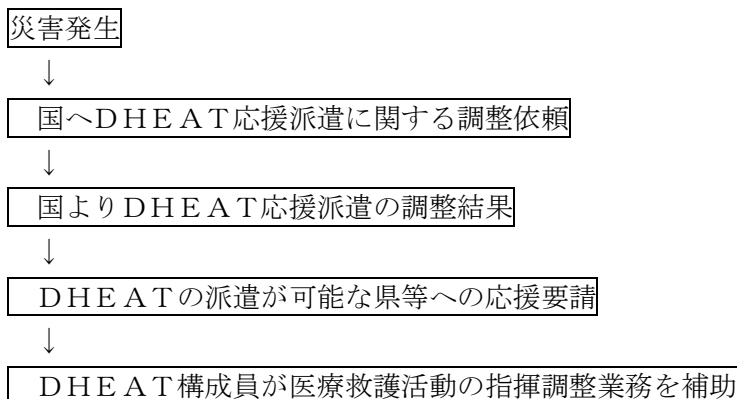 災害発生
↓
国へＤＨＥＡＴ応援派遣に関する調整依頼
↓
国よりＤＨＥＡＴ応援派遣の調整結果
↓
ＤＨＥＡＴの派遣が可能な県等への応援要請
↓
ＤＨＥＡＴ構成員が医療救護活動の指揮調整業務を補助